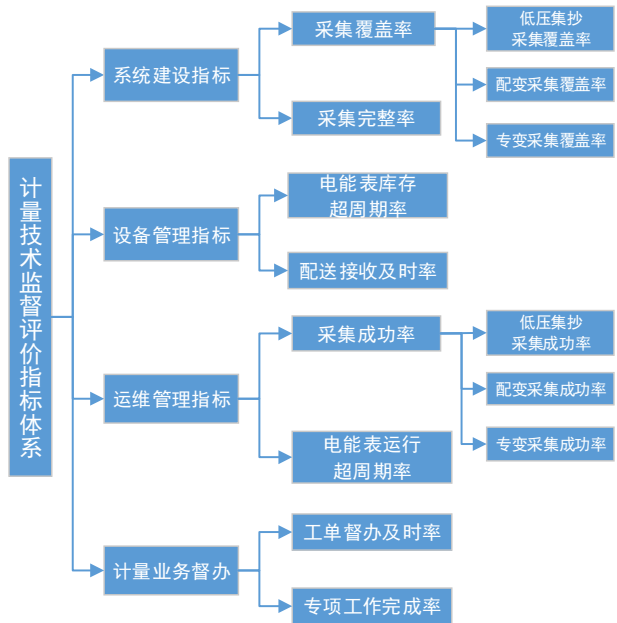 计量技术监督评价指标体系
系统建设指标
采集覆盖率
低压集抄
采集覆盖率
配变采集覆盖率
专变采集覆盖率
采集完整率
设备管理指标
电能表库存
超周期率
配送接收及时率
运维管理指标
采集成功率
低压集抄
采集成功率
配变采集成功率
专变采集成功率
电能表运行
超周期率
计量业务督办
工单督办及时率
专项工作完成率